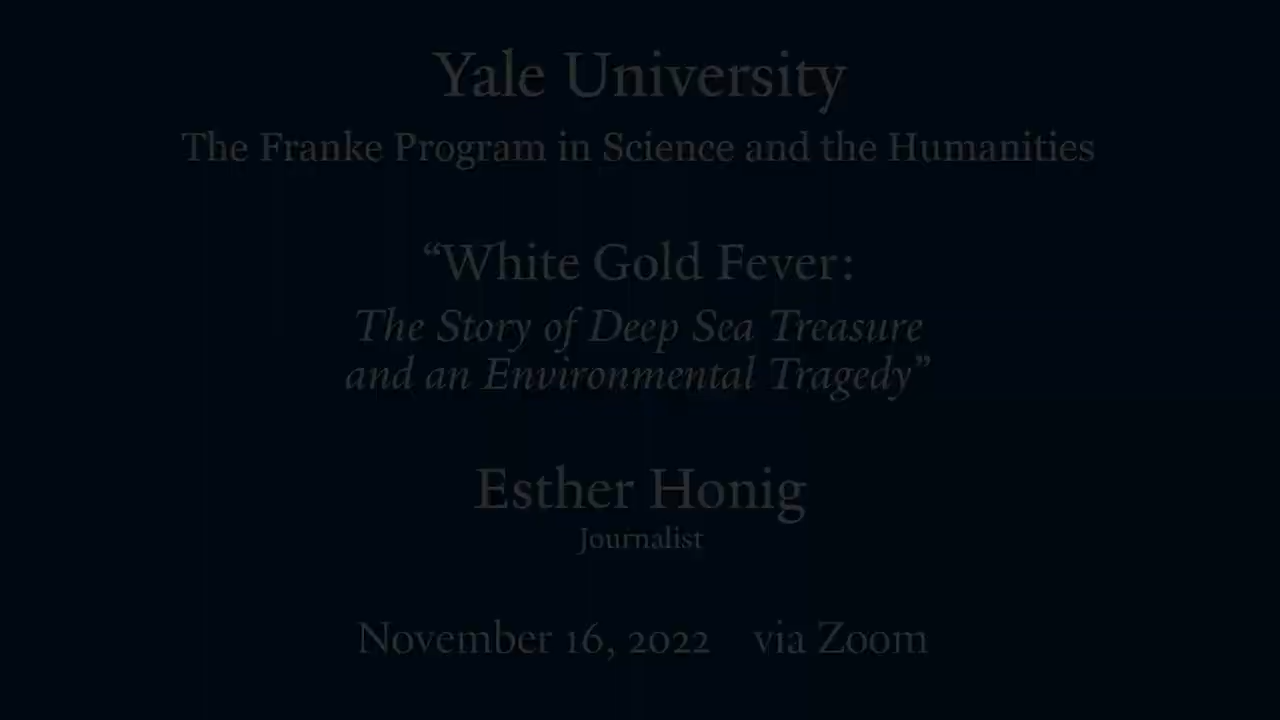 Yale University
The Franke Program in Science and the Humanities
“White Gold Fever:
The Story of Deep Sea Treasure
and an Environmental Tragedy”
Esther Honig
Journalist
November 16, 2022 via Zoom